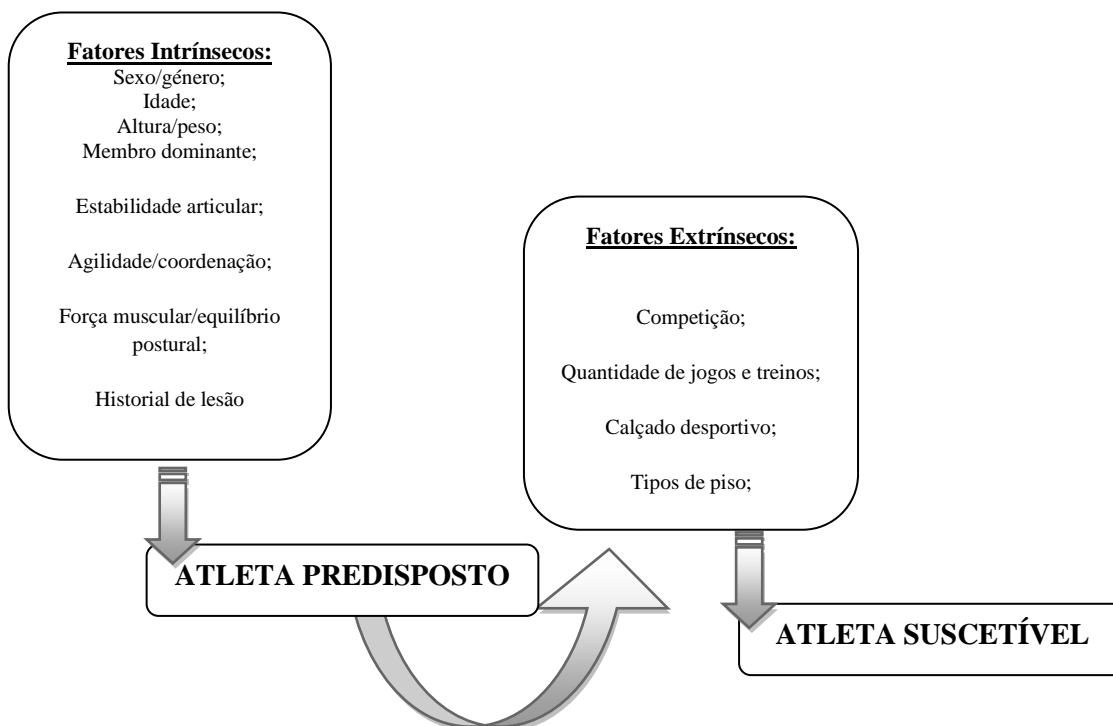 Fatores Intrínsecos:
Sexo/género;
Idade;
Altura/peso;
Membro dominante;
Estabilidade articular;
Agilidade/coordenação;
Força muscular/equilíbrio
postural;
Historial de lesão
Fatores Extrínsecos:
Competição;
Quantidade de jogos e treinos;
Calçado desportivo;
Tipos de piso;
ATLETA PREDISPOSTO
ATLETA SUSCETÍVEL